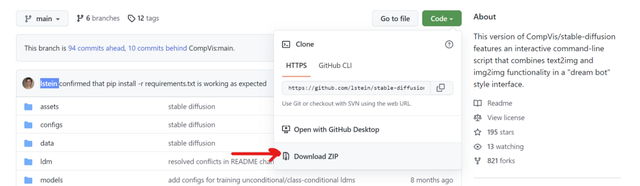 main
6 branches
12 tags
Go to file
Code
This branch is 94 commits ahead, 10 commits behind CompVis:main.
lstein confirmed that pip install -r requirements.txt is working as expected
assets
stable diffusion
configs
stable diffusion
data
stable diffusion
ldm
resolved conflicts in README chan
models
add configs for training unconditional/class-conditional ldms
8 months ago
Clone
HTTPS
GitHub CLI
https://github.com/lstein/stable-diffusion
Use Git or checkout with SVN using the web URL.
Open with GitHub Desktop
Download ZIP
About
This version of CompVis/stable-diffusion
features an interactive command-line
script that combines text2img and
img2img functionality in a "dream bot"
style interface.
Readme
View license
195 stars
13 watching
821 forks